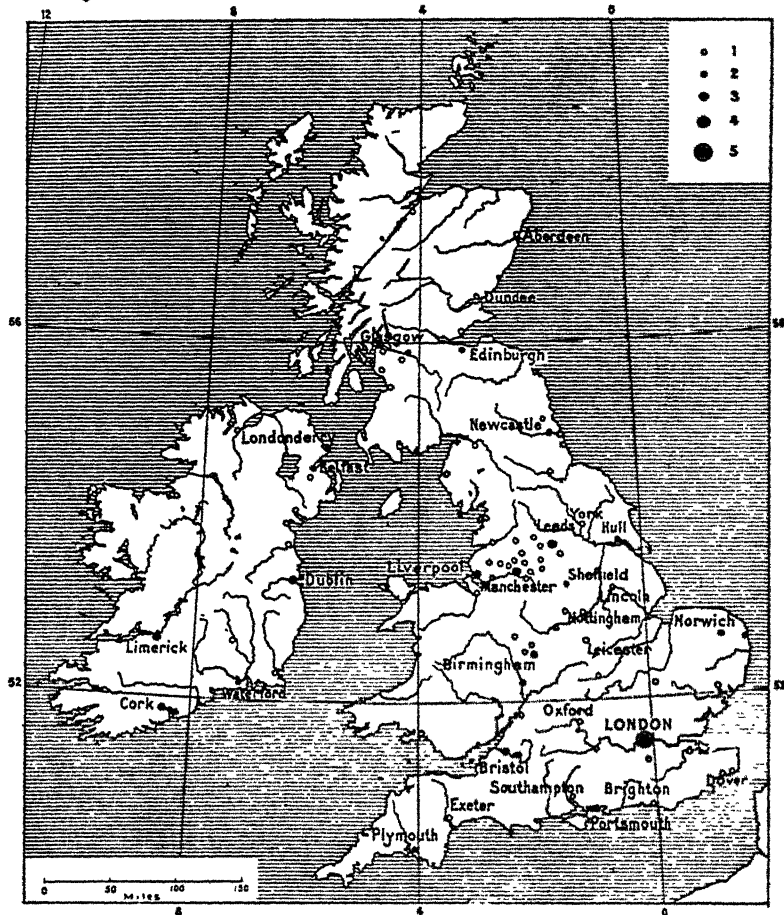 12 8 4 0
1
2
3
4
5
Aberdeen
Dundee
56 Glasgow 56
Edinburgh
Newcastle
Londonderry
Belfast
York
Leeds Hull
Liverpool
Dublin Manchester Sheffield
Lincoln
Nottingham Norwich
Limerick
Leicester
Birmingham
52 Waterford 52
Cork Oxford LONDON
Bristol
Southampton Brighton Dover
Exeter
Portsmouth
Plymouth
0 50 100 150
Miles
0